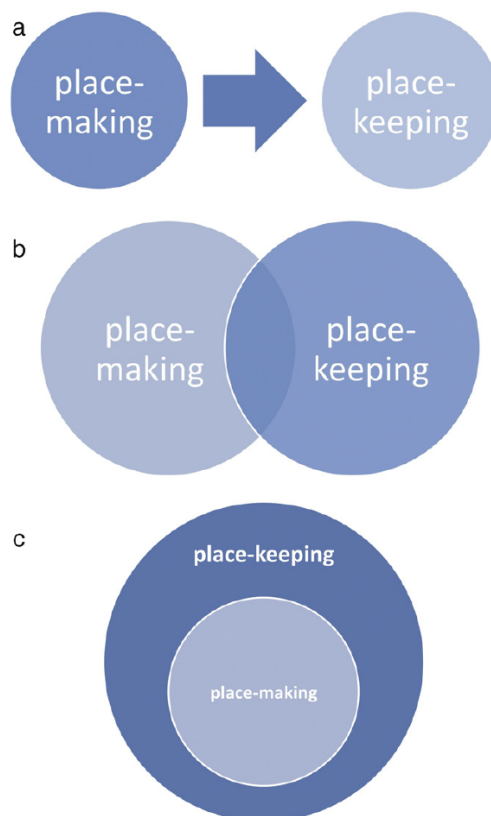 a
place-
making
place-
keeping
b
place-
making
place-
keeping
c
place-keeping
place-making